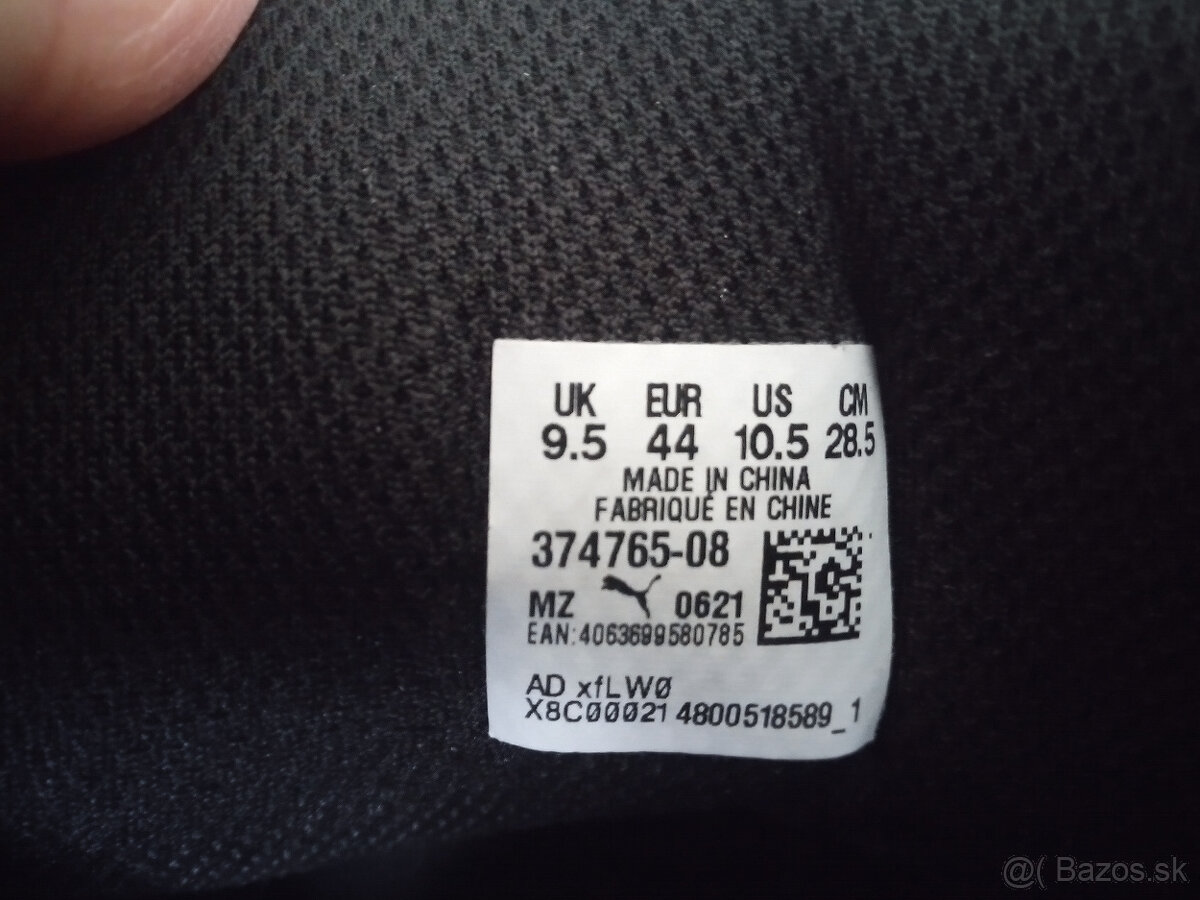 UK EUR US CM
9.5 44 10.5 28.5
MADE IN CHINA
FABRIQUÉ EN CHINE
374765-08
MZ 0621
EAN:4063699580785
AD xfLWØ
X8C00021 4800518589_1
@( Bazos.sk